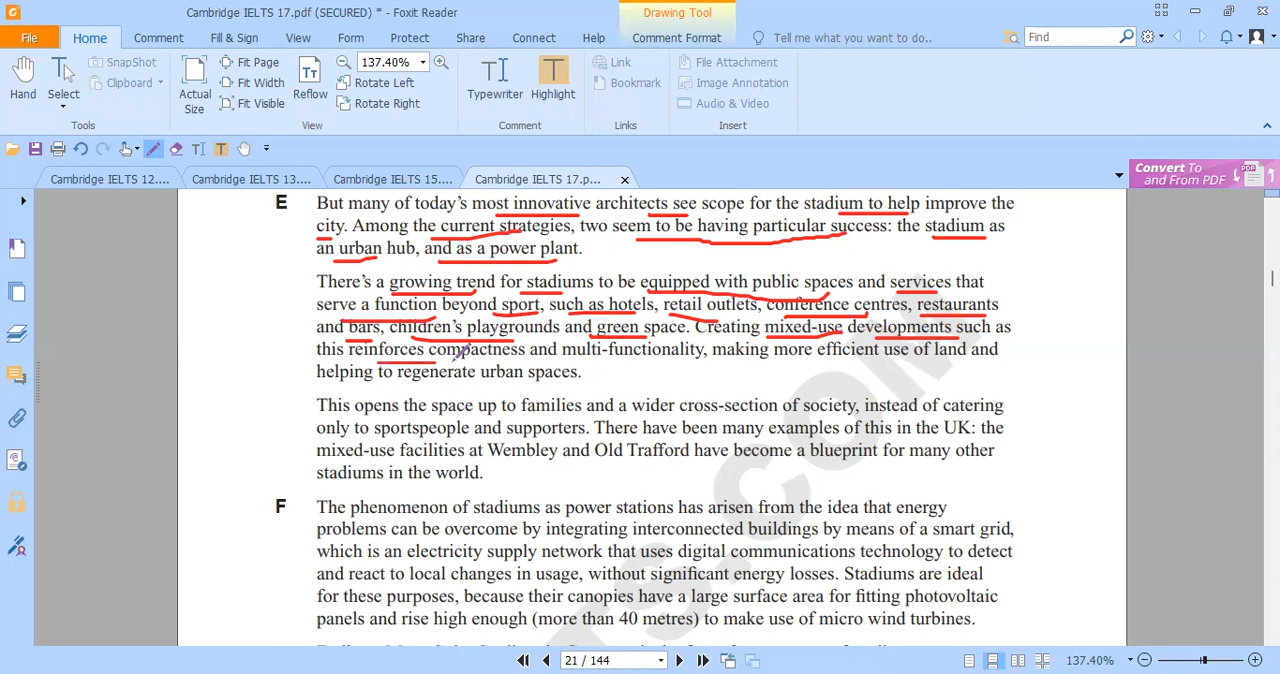 Cambridge IELTS 17.pdf (SECURED) * - Foxit Reader
Drawing Tool
File Home Comment Fill & Sign View Form Protect Share Connect Help Comment Format Tell me what you want to do.. Find
SnapShot Fit Page 137.40% Link File Attachment
Clipboard Fit Width Rotate Left Bookmark Image Annotation
Hand Select Actual Size Fit Visible Reflow Rotate Right Typewriter Highlight Audio & Video
Tools View Comment Links Insert
Cambridge IELTS 12.... Cambridge IELTS 13.... Cambridge IELTS 15.... Cambridge IELTS 17.p... Convert To and From PDF
E But many of today's most innovative architects see scope for the stadium to help improve the
city. Among the current strategies, two seem to be having particular success: the stadium as
an urban hub, and as a power plant.
There's a growing trend for stadiums to be equipped with public spaces and services that
serve a function beyond sport, such as hotels, retail outlets, conference centres, restaurants
and bars, children's playgrounds and green space. Creating mixed-use developments such as
this reinforces compactness and multi-functionality, making more efficient use of land and
helping to regenerate urban spaces.
This opens the space up to families and a wider cross-section of society, instead of catering
only to sportspeople and supporters. There have been many examples of this in the UK: the
mixed-use facilities at Wembley and Old Trafford have become a blueprint for many other
stadiums in the world.
F The phenomenon of stadiums as power stations has arisen from the idea that energy
problems can be overcome by integrating interconnected buildings by means of a smart grid,
which is an electricity supply network that uses digital communications technology to detect
and react to local changes in usage, without significant energy losses. Stadiums are ideal
for these purposes, because their canopies have a large surface area for fitting photovoltaic
panels and rise high enough (more than 40 metres) to make use of micro wind turbines.
21 / 144 137.40%